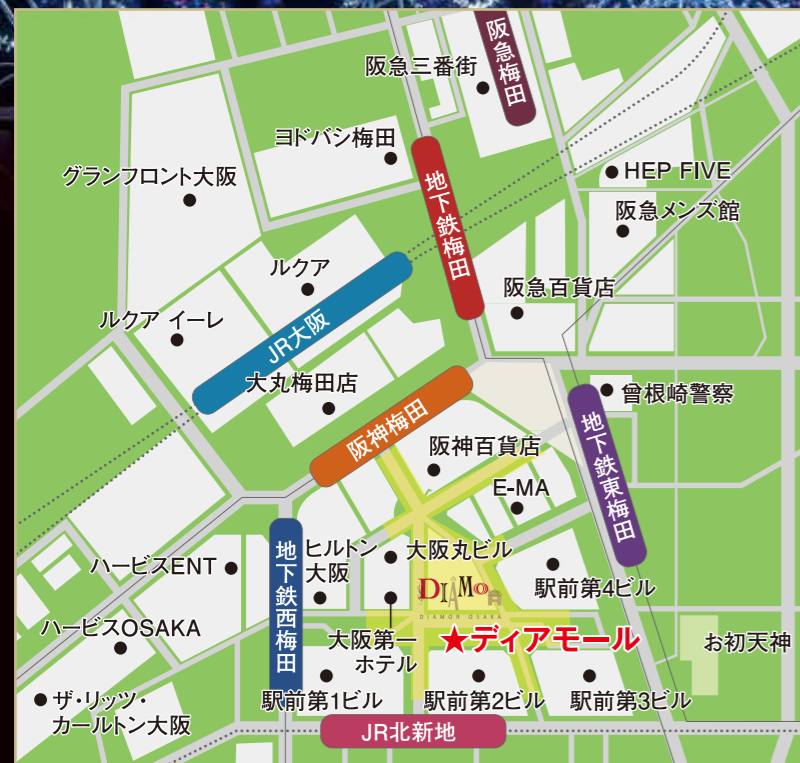 阪急梅田
阪急三番街
ヨドバシ梅田
地下鉄梅田
グランフロント大阪
HEP FIVE
阪急メンズ館
ルクア
阪急百貨店
ルクア イーレ
JR大阪
大丸梅田店
曾根崎警察
阪神梅田
地下鉄東梅田
阪神百貨店
E-MA
地下鉄西梅田
ヒルトン
大阪
大阪丸ビル
ハービスENT
駅前第4ビル
DIAMOR
DIAMOR OSAKA
ハービスOSAKA
大阪第一
ホテル
★ディアモール
お初天神
ザ・リッツ・
カールトン大阪
駅前第1ビル
駅前第2ビル
駅前第3ビル
JR北新地